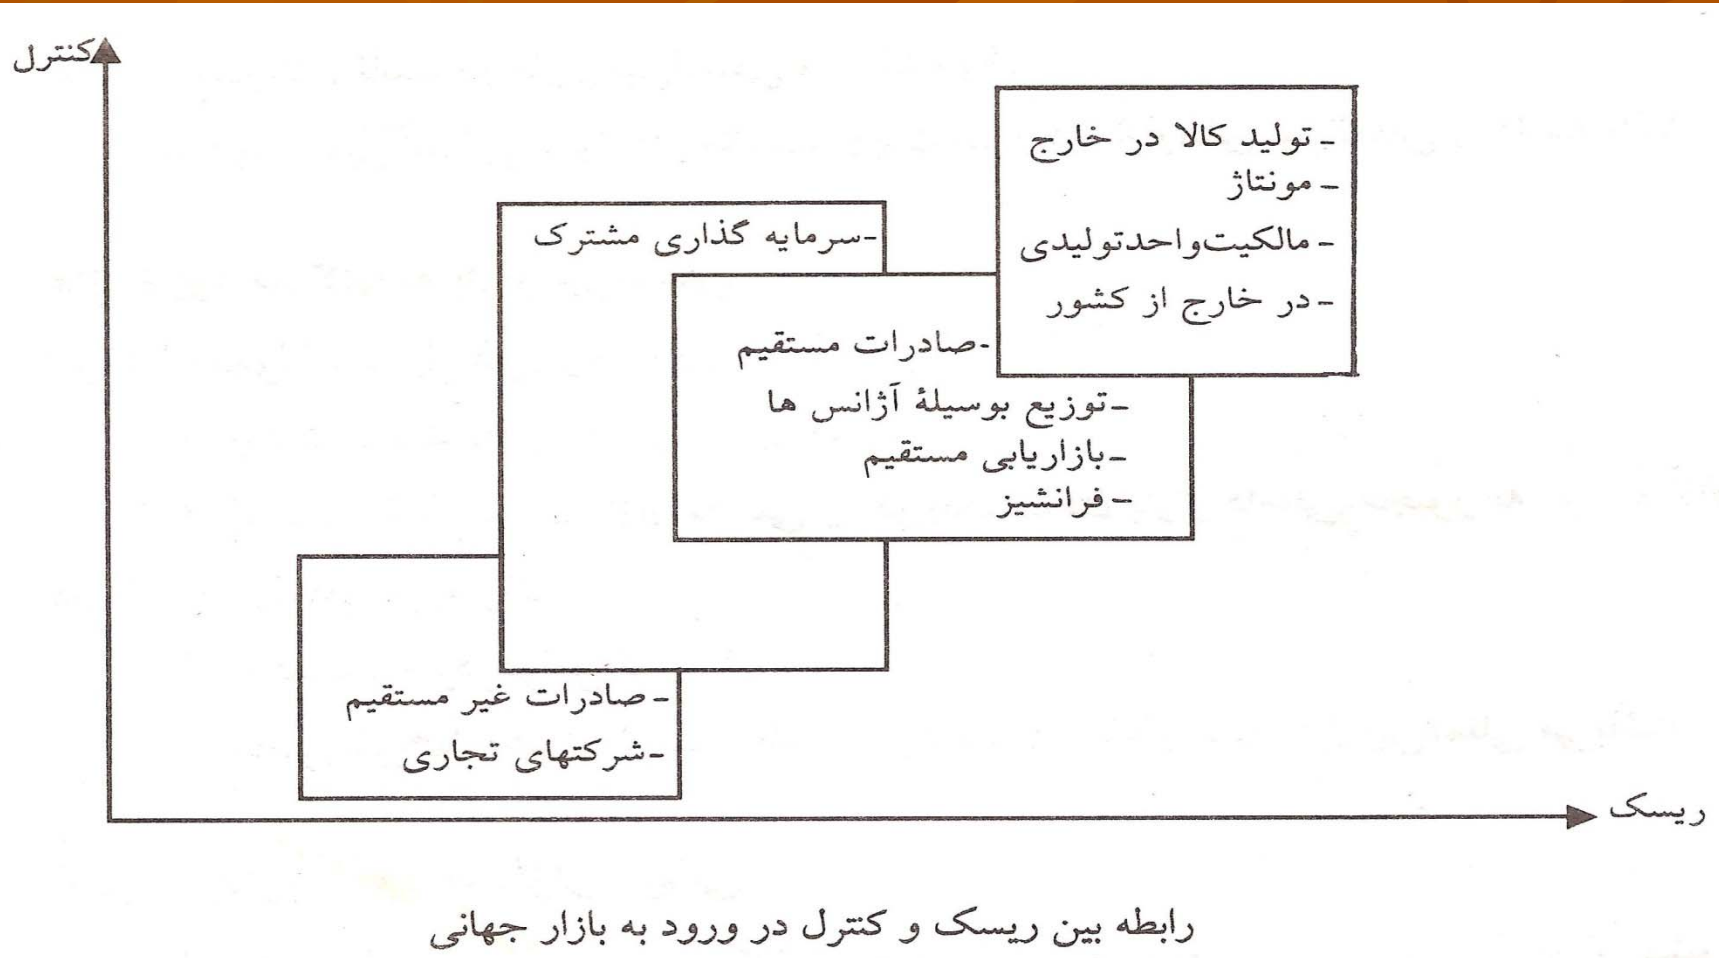 کنترل
- تولید کالا در خارج
- مونتاژ
- مالکیت‌واحدتولیدی
- در خارج از کشور
-سرمایه گذاری مشترک
-صادرات مستقیم
-توزیع بوسیلۀ آژانس ها
-بازاریابی مستقیم
- فرانشیز
- صادرات غیر مستقیم
-شرکتهای تجاری
ریسک
رابطه بین ریسک و کنترل در ورود به بازار جهانی